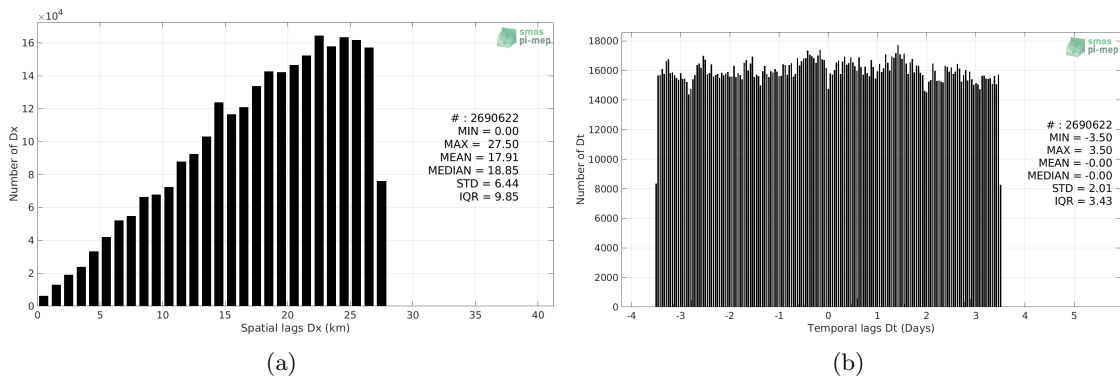 ×10⁴
16
14
12
10
8
6
4
2
0
Number of Dx
smos
pi-mep
# : 2690622
MIN = 0.00
MAX = 27.50
MEAN = 17.91
MEDIAN = 18.85
STD = 6.44
IQR = 9.85
0 5 10 15 20 25 30 35 40
Spatial lags Dx (km)
(a)
18000
16000
14000
12000
10000
8000
6000
4000
2000
0
Number of Dt
smos
pi-mep
# : 2690622
MIN = -3.50
MAX = 3.50
MEAN = -0.00
MEDIAN = -0.00
STD = 2.01
IQR = 3.43
-4 -3 -2 -1 0 1 2 3 4 5
Temporal lags Dt (Days)
(b)